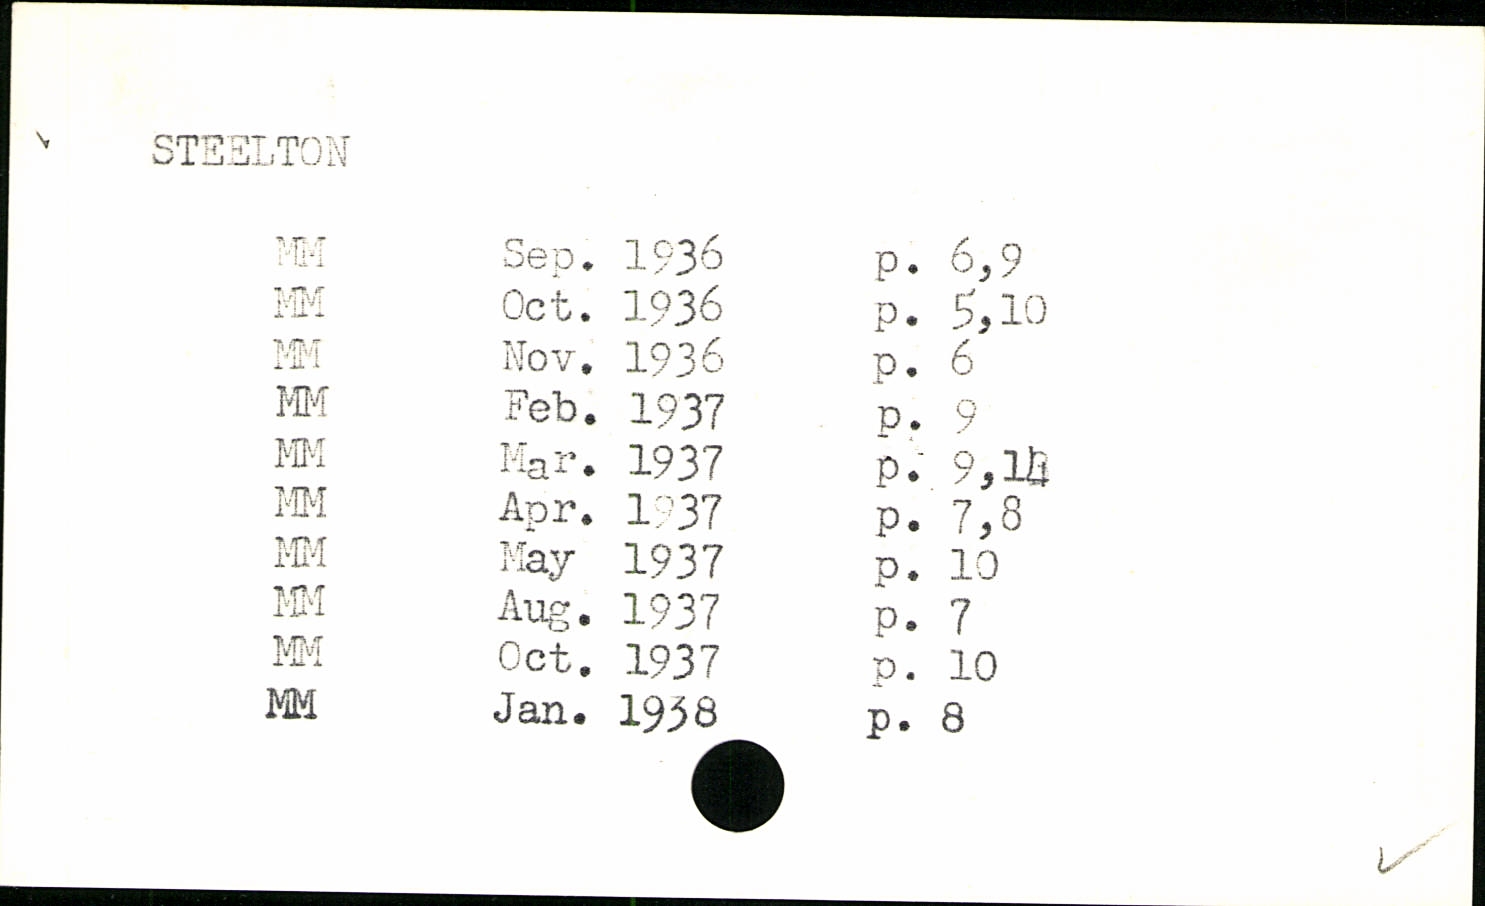 STEELTON
MM Sep. 1936 p. 6,9
MM Oct. 1936 p. 5,10
MM Nov. 1936 p. 6
MM Feb. 1937 p. 9
MM Mar. 1937 p. 9,14
MM Apr. 1937 p. 7,8
MM May 1937 p. 10
MM Aug. 1937 p. 7
MM Oct. 1937 p. 10
MM Jan. 1938 p. 8